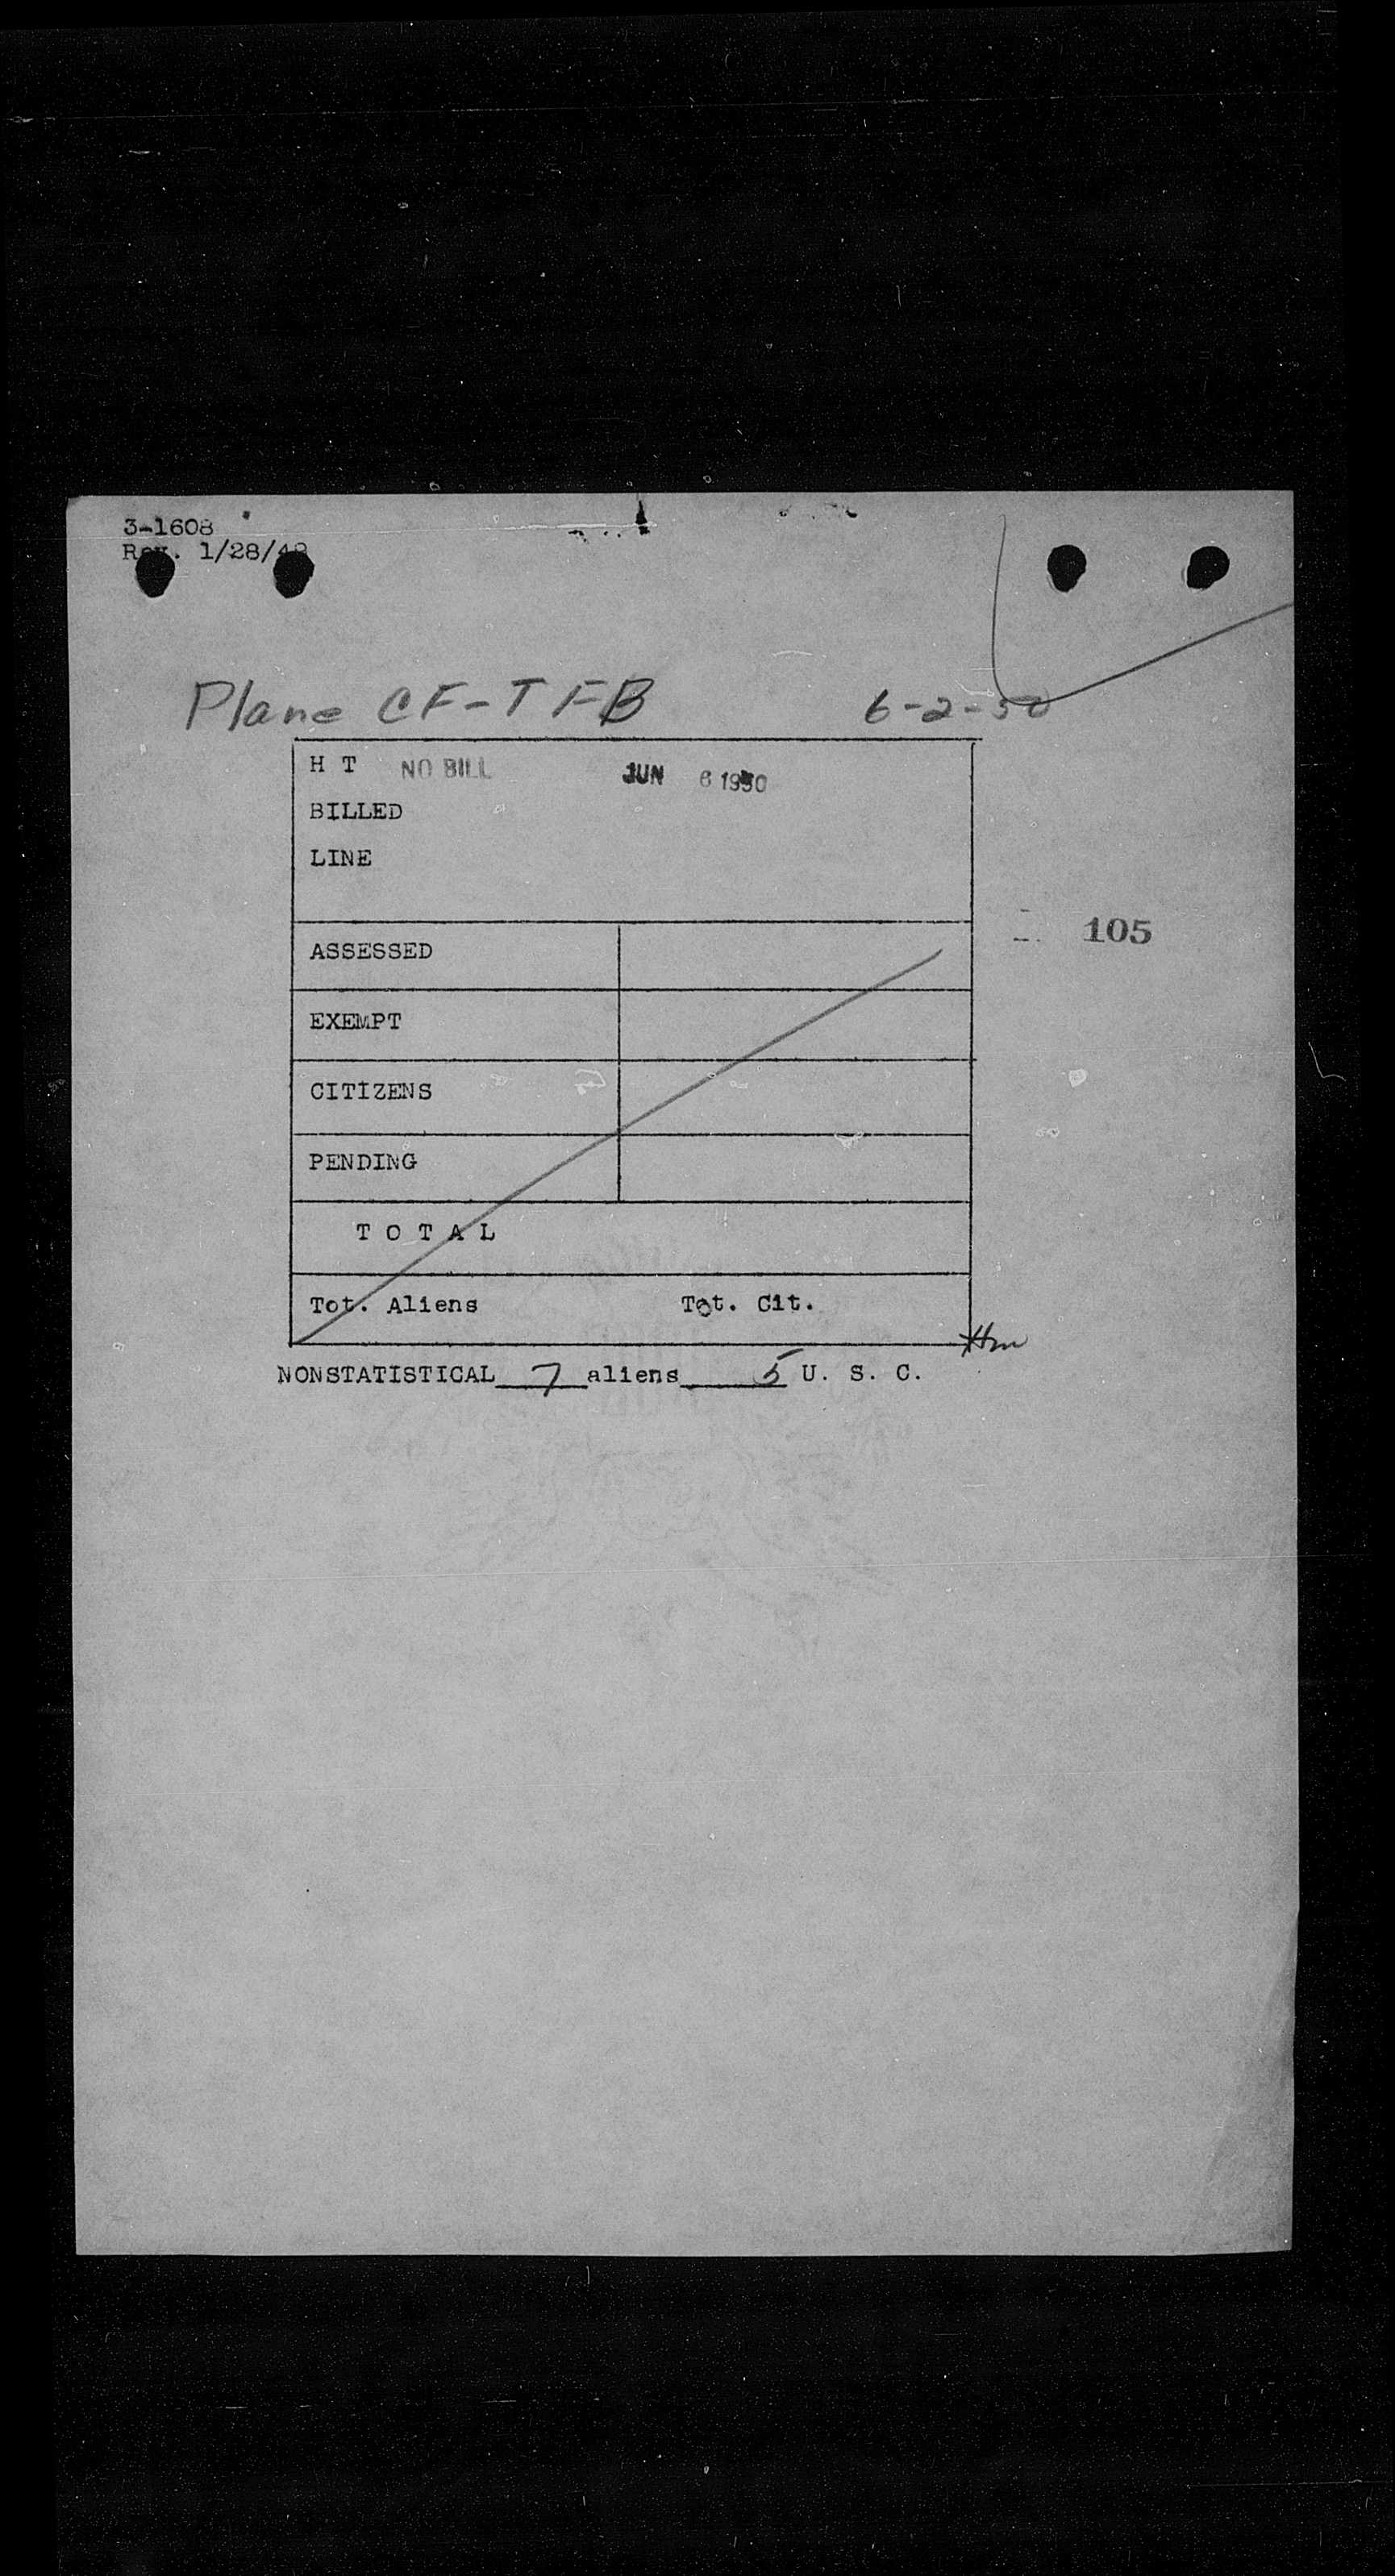 3-1608
Rev. 1/28/48
Plane CF-TFB 6-2-50
H T NO BILL JUN 6 1950
BILLED
LINE
105
ASSESSED
EXEMPT
CITIZENS
PENDING
T O T A L
Tot. Aliens Tot. Cit.
NONSTATISTICAL 7 aliens 5 U. S. C.